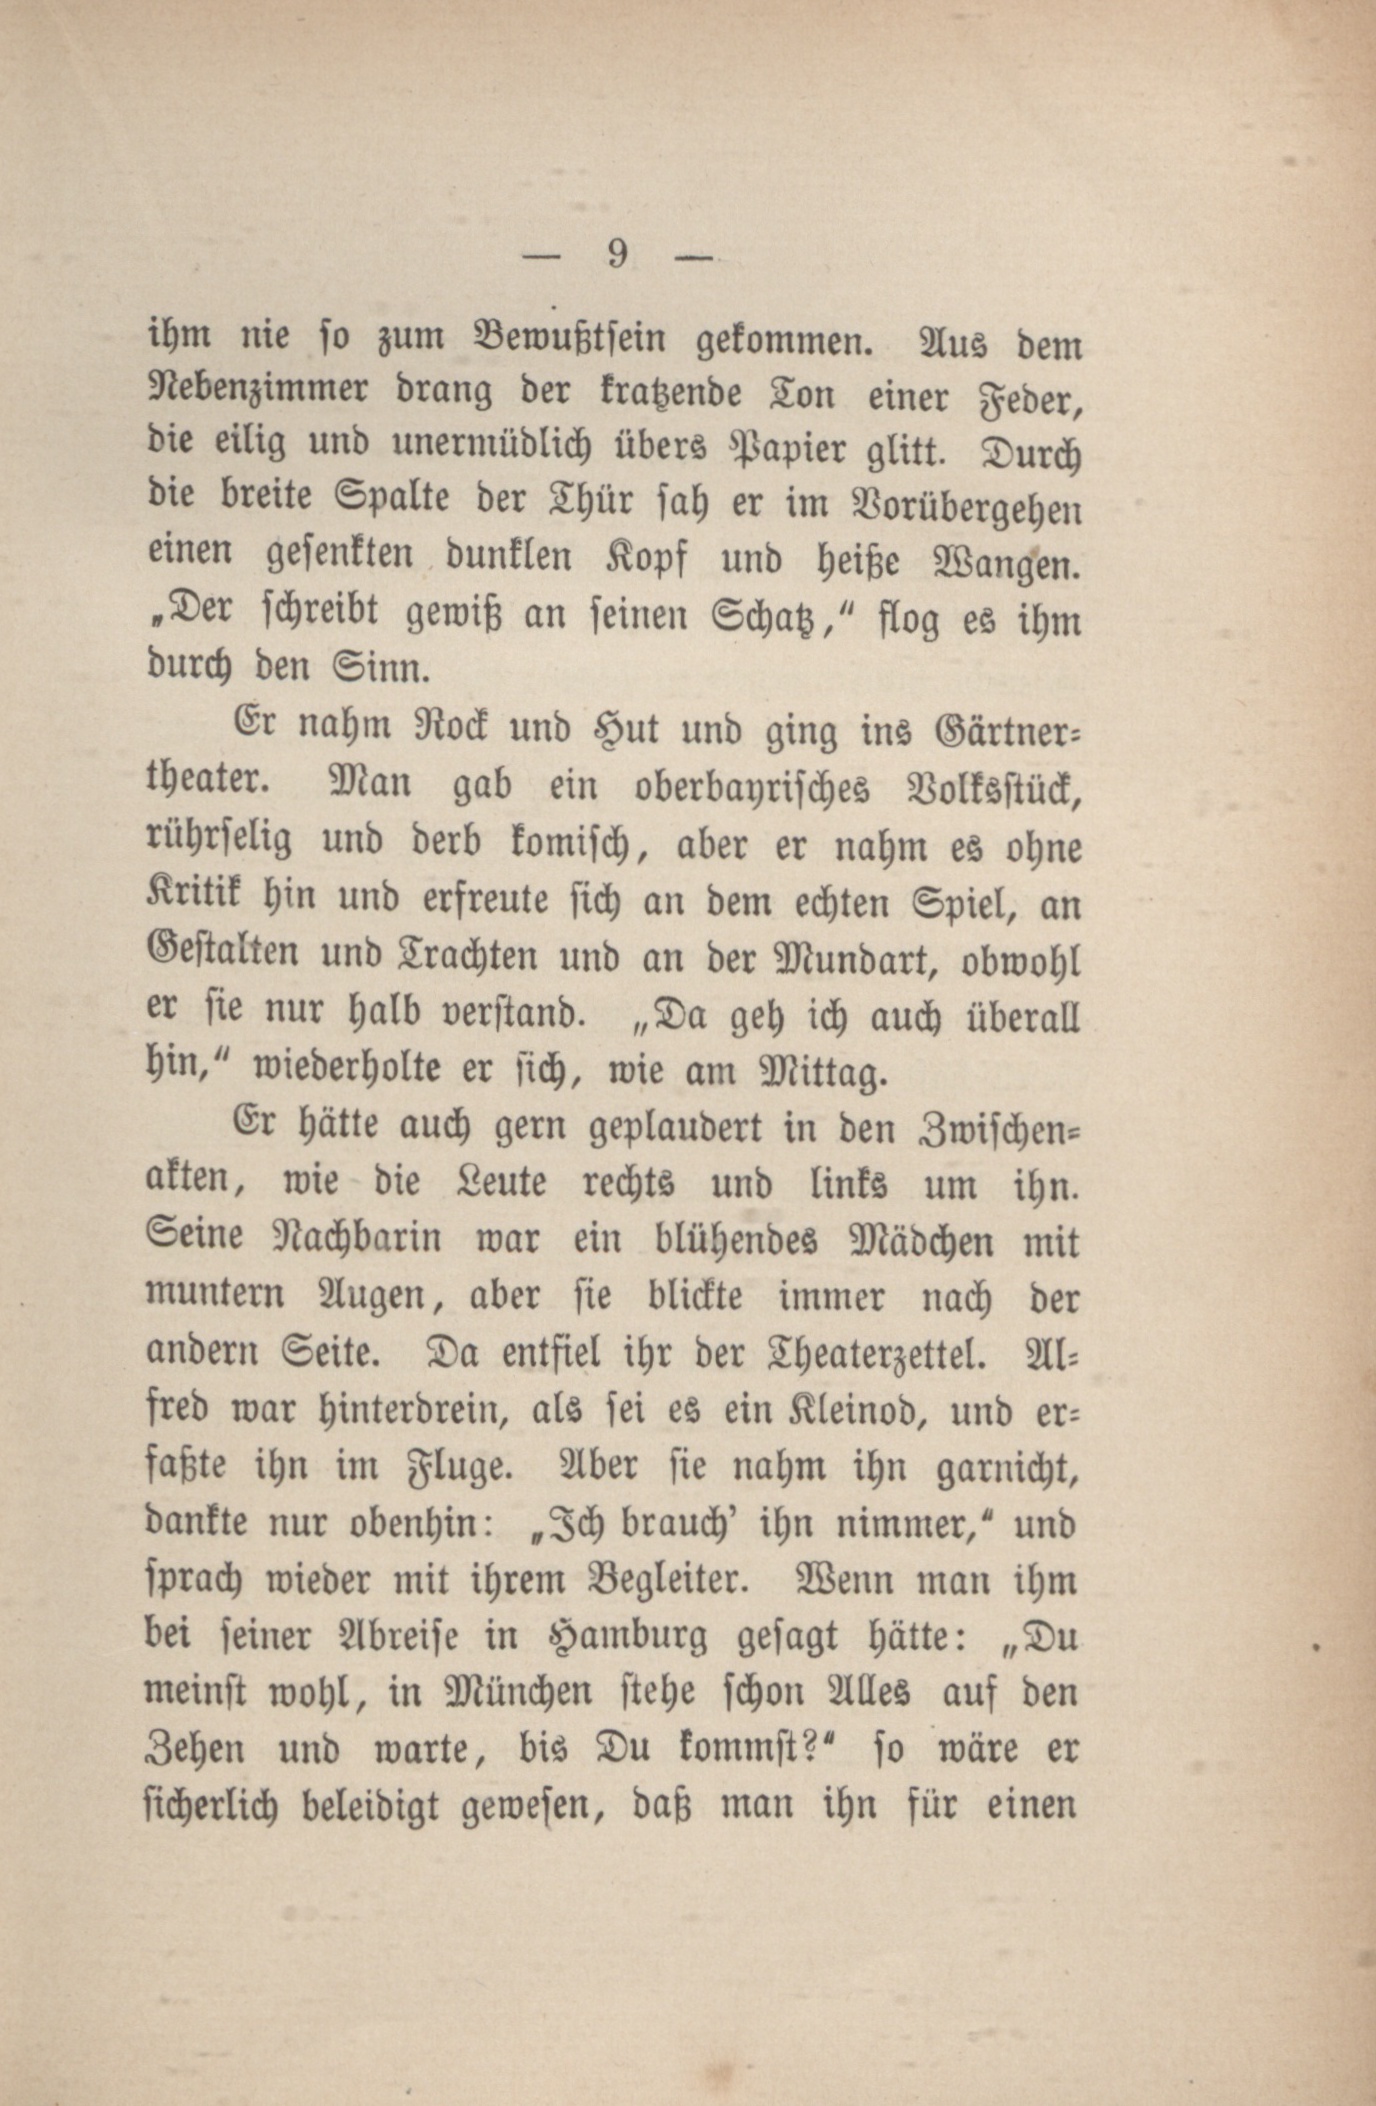 — 9 —
ihm nie so zum Bewußtsein gekommen. Aus dem
Nebenzimmer drang der kratzende Ton einer Feder,
die eilig und unermüdlich übers Papier glitt. Durch
die breite Spalte der Thür sah er im Vorübergehen
einen gesenkten dunklen Kopf und heiße Wangen.
„Der schreibt gewiß an seinen Schatz,“ flog es ihm
durch den Sinn.
Er nahm Rock und Hut und ging ins Gärtner-
theater. Man gab ein oberbayrisches Volksstück,
rührselig und derb komisch, aber er nahm es ohne
Kritik hin und erfreute sich an dem echten Spiel, an
Gestalten und Trachten und an der Mundart, obwohl
er sie nur halb verstand. „Da geh ich auch überall
hin,“ wiederholte er sich, wie am Mittag.
Er hätte auch gern geplaudert in den Zwischen-
akten, wie die Leute rechts und links um ihn.
Seine Nachbarin war ein blühendes Mädchen mit
muntern Augen, aber sie blickte immer nach der
andern Seite. Da entfiel ihr der Theaterzettel. Al-
fred war hinterdrein, als sei es ein Kleinod, und er-
faßte ihn im Fluge. Aber sie nahm ihn garnicht,
dankte nur obenhin: „Ich brauch’ ihn nimmer,“ und
sprach wieder mit ihrem Begleiter. Wenn man ihm
bei seiner Abreise in Hamburg gesagt hätte: „Du
meinst wohl, in München stehe schon Alles auf den
Zehen und warte, bis Du kommst?“ so wäre er
sicherlich beleidigt gewesen, daß man ihn für einen